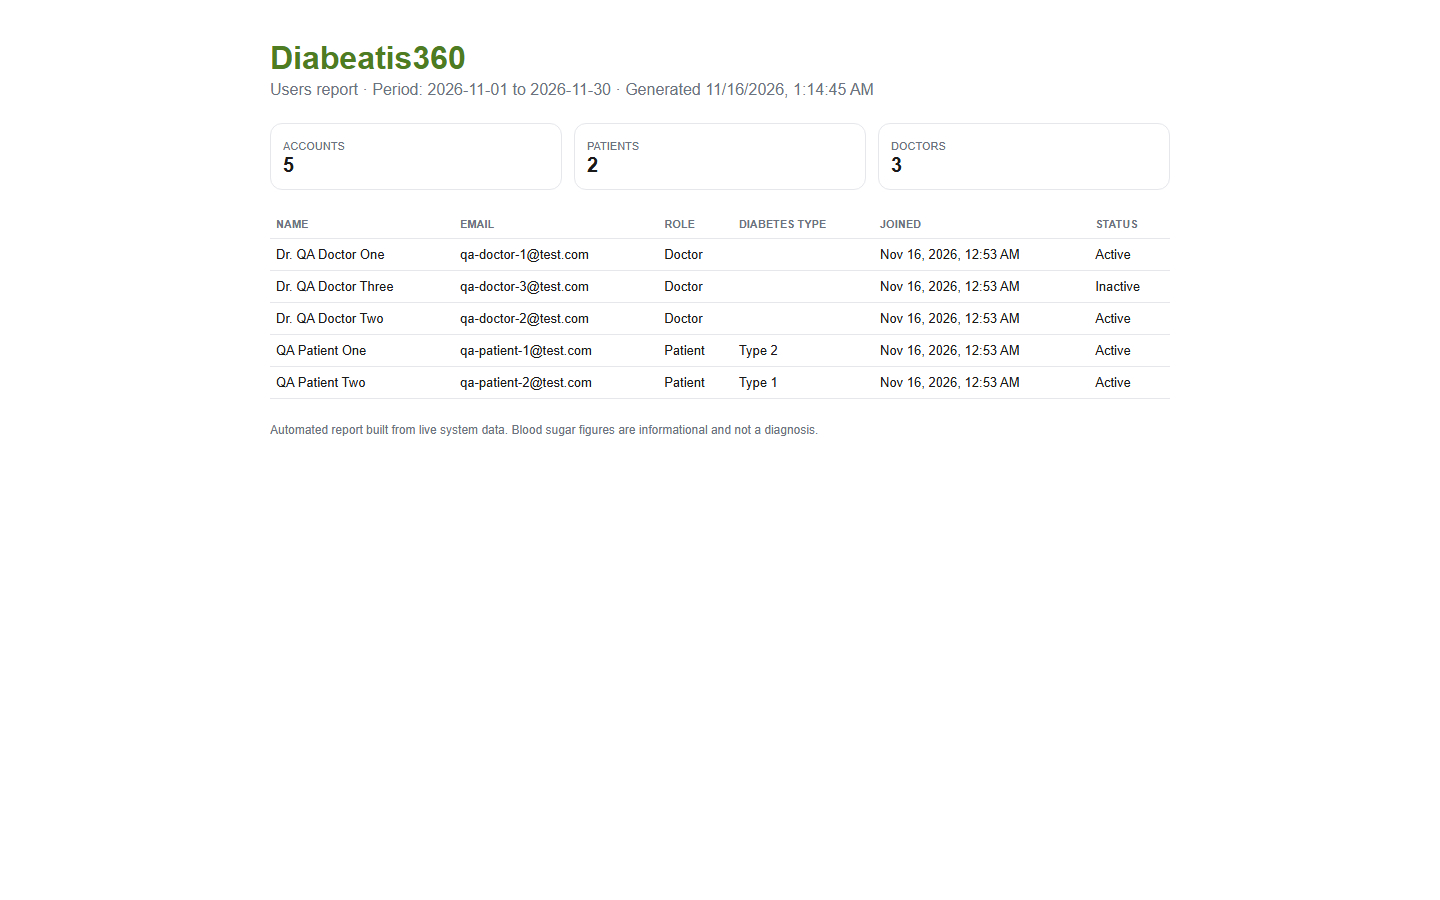 Diabeatis360
Users report · Period: 2026-11-01 to 2026-11-30 · Generated 11/16/2026, 1:14:45 AM
ACCOUNTS PATIENTS DOCTORS
5 2 3
NAME EMAIL ROLE DIABETES TYPE JOINED STATUS
Dr. QA Doctor One qa-doctor-1@test.com Doctor Nov 16, 2026, 12:53 AM Active
Dr. QA Doctor Three qa-doctor-3@test.com Doctor Nov 16, 2026, 12:53 AM Inactive
Dr. QA Doctor Two qa-doctor-2@test.com Doctor Nov 16, 2026, 12:53 AM Active
QA Patient One qa-patient-1@test.com Patient Type 2 Nov 16, 2026, 12:53 AM Active
QA Patient Two qa-patient-2@test.com Patient Type 1 Nov 16, 2026, 12:53 AM Active
Automated report built from live system data. Blood sugar figures are informational and not a diagnosis.